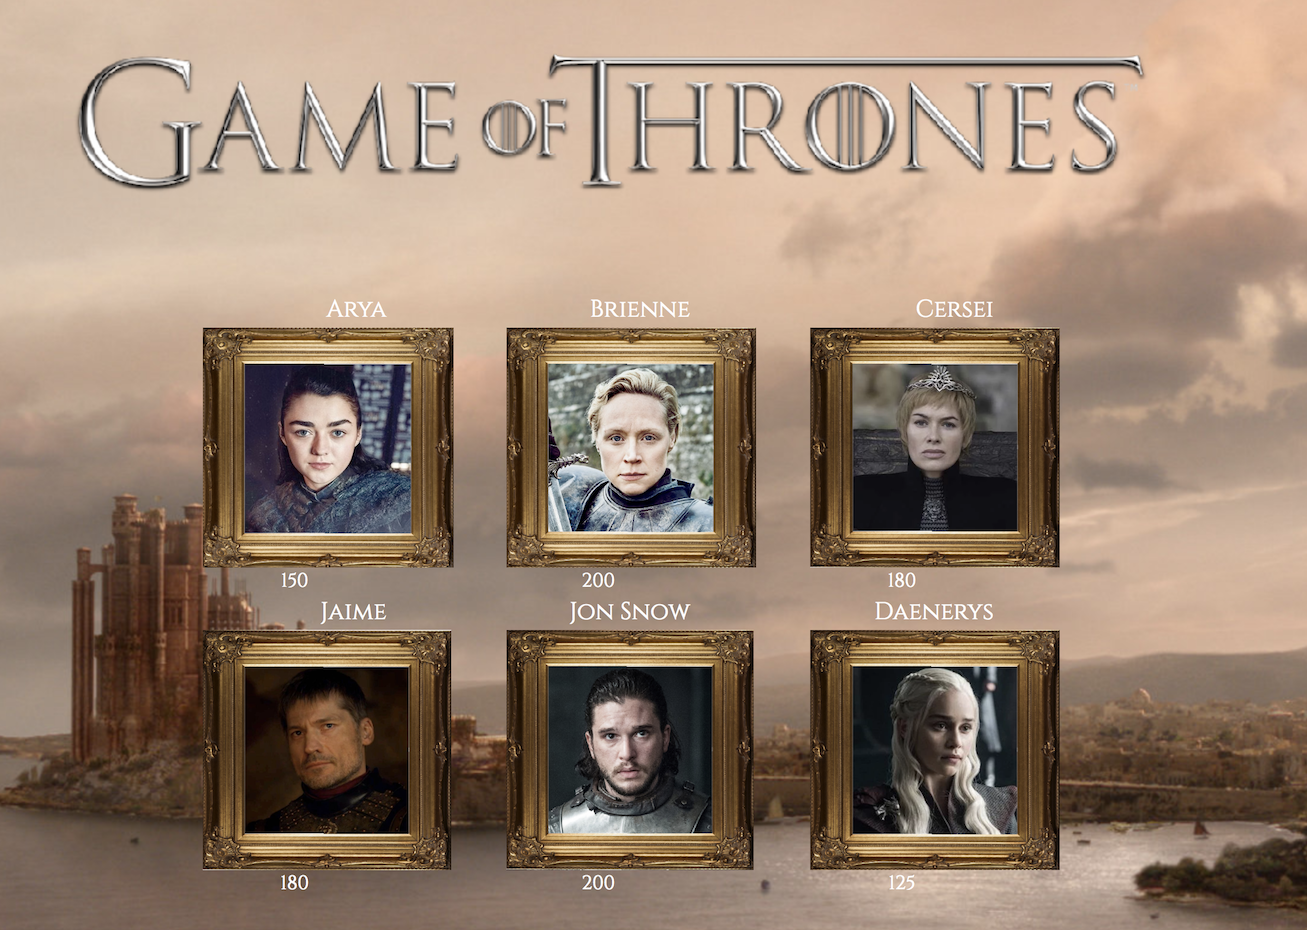 GAME OF THRONES
ARYA BRIENNE CERSEI
150 200 180
JAIME JON SNOW DAENERYS
180 200 125